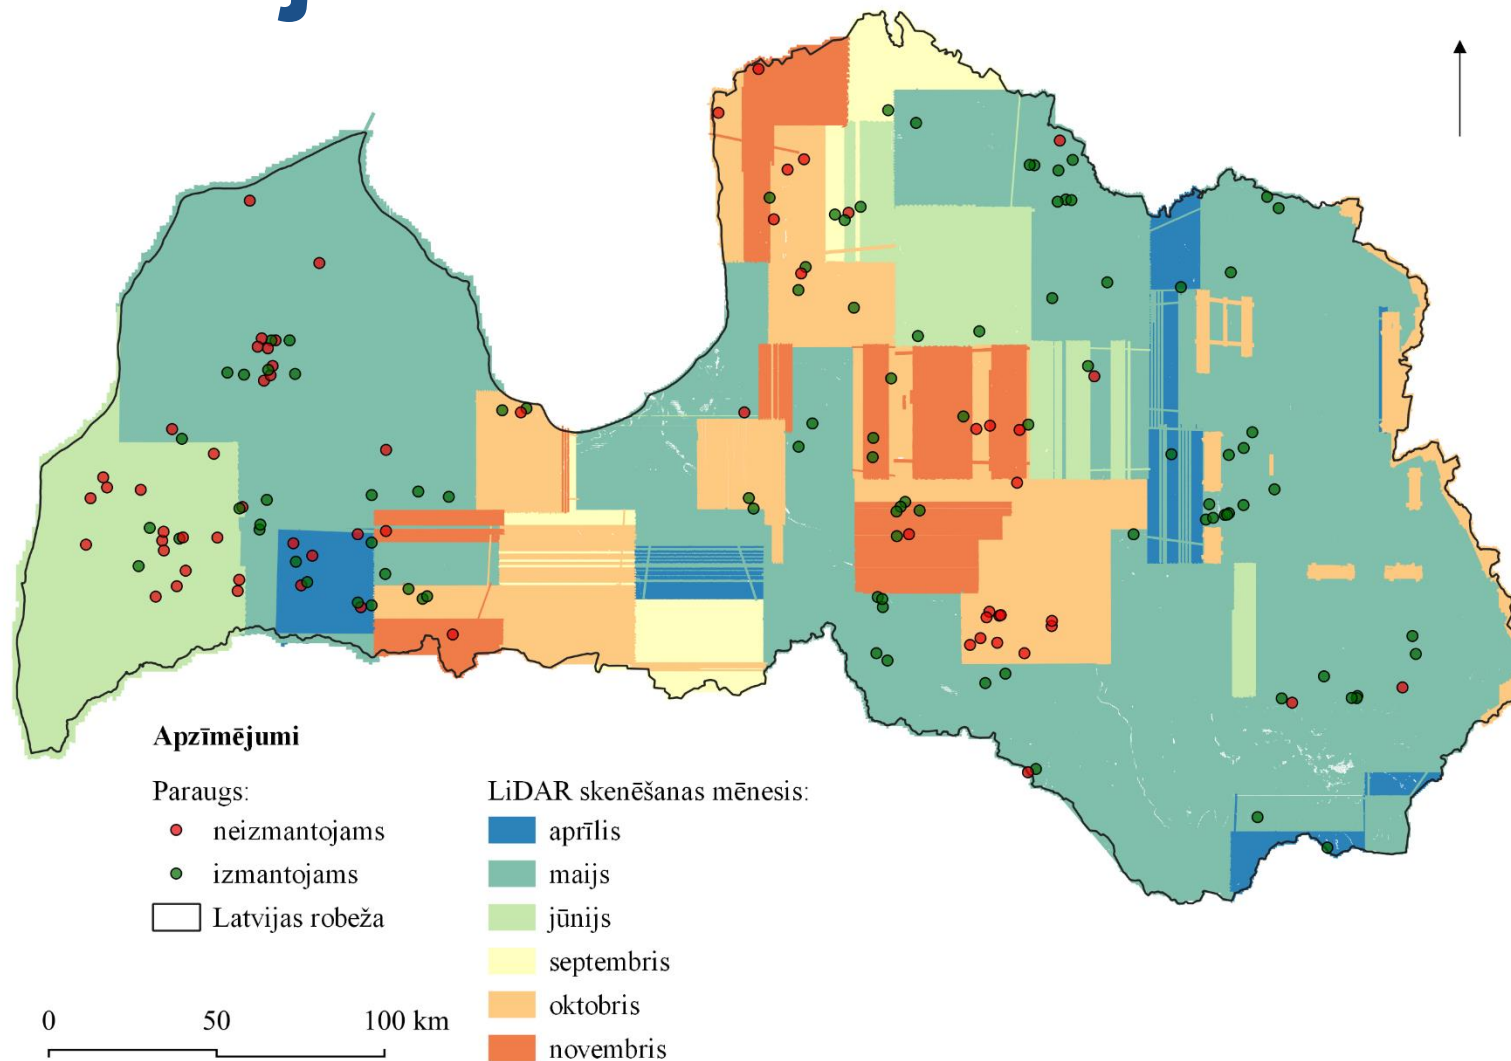 Apzīmējumi
Paraugs:
neizmantojams
izmantojams
Latvijas robeža
LiDAR skenēšanas mēnesis:
aprīlis
maijs
jūnijs
septembris
oktobris
novembris
0 50 100 km